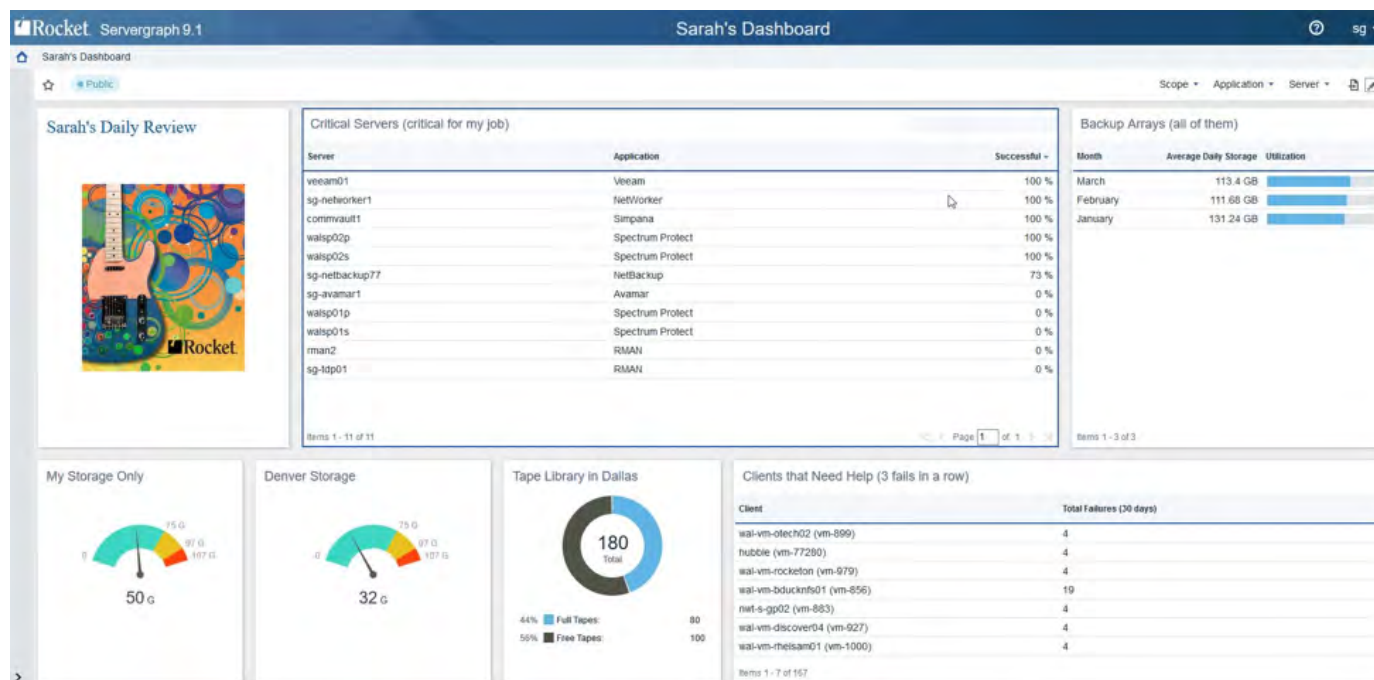 Rocket Servergraph 9.1
Sarah's Dashboard
sg
Sarah's Dashboard
Public
Scope
Application
Server
Sarah's Daily Review
Rocket
Critical Servers (critical for my job)
Server Application Successful
veeam01 Veeam 100 %
sg-networker1 NetWorker 100 %
commvault1 Simpana 100 %
walsp02p Spectrum Protect 100 %
walsp02s Spectrum Protect 100 %
sg-netbackup77 NetBackup 73 %
sg-avamar1 Avamar 0 %
walsp01p Spectrum Protect 0 %
walsp01s Spectrum Protect 0 %
rman2 RMAN 0 %
sg-tdp01 RMAN 0 %
Items 1 - 11 of 11
Page 1 of 1
Backup Arrays (all of them)
Month Average Daily Storage Utilization
March 113.4 GB
February 111.68 GB
January 131.24 GB
Items 1 - 3 of 3
My Storage Only
0
75 G
97 G
107 G
50 G
Denver Storage
0
75 G
97 G
107 G
32 G
Tape Library in Dallas
180
Total
44% Full Tapes: 80
56% Free Tapes: 100
Clients that Need Help (3 fails in a row)
Client Total Failures (30 days)
wal-vm-otech02 (vm-899) 4
hubble (vm-77280) 4
wal-vm-rocketon (vm-979) 4
wal-vm-bducknfs01 (vm-856) 19
nwt-s-gp02 (vm-883) 4
wal-vm-discover04 (vm-927) 4
wal-vm-rhelsam01 (vm-1000) 4
Items 1 - 7 of 167